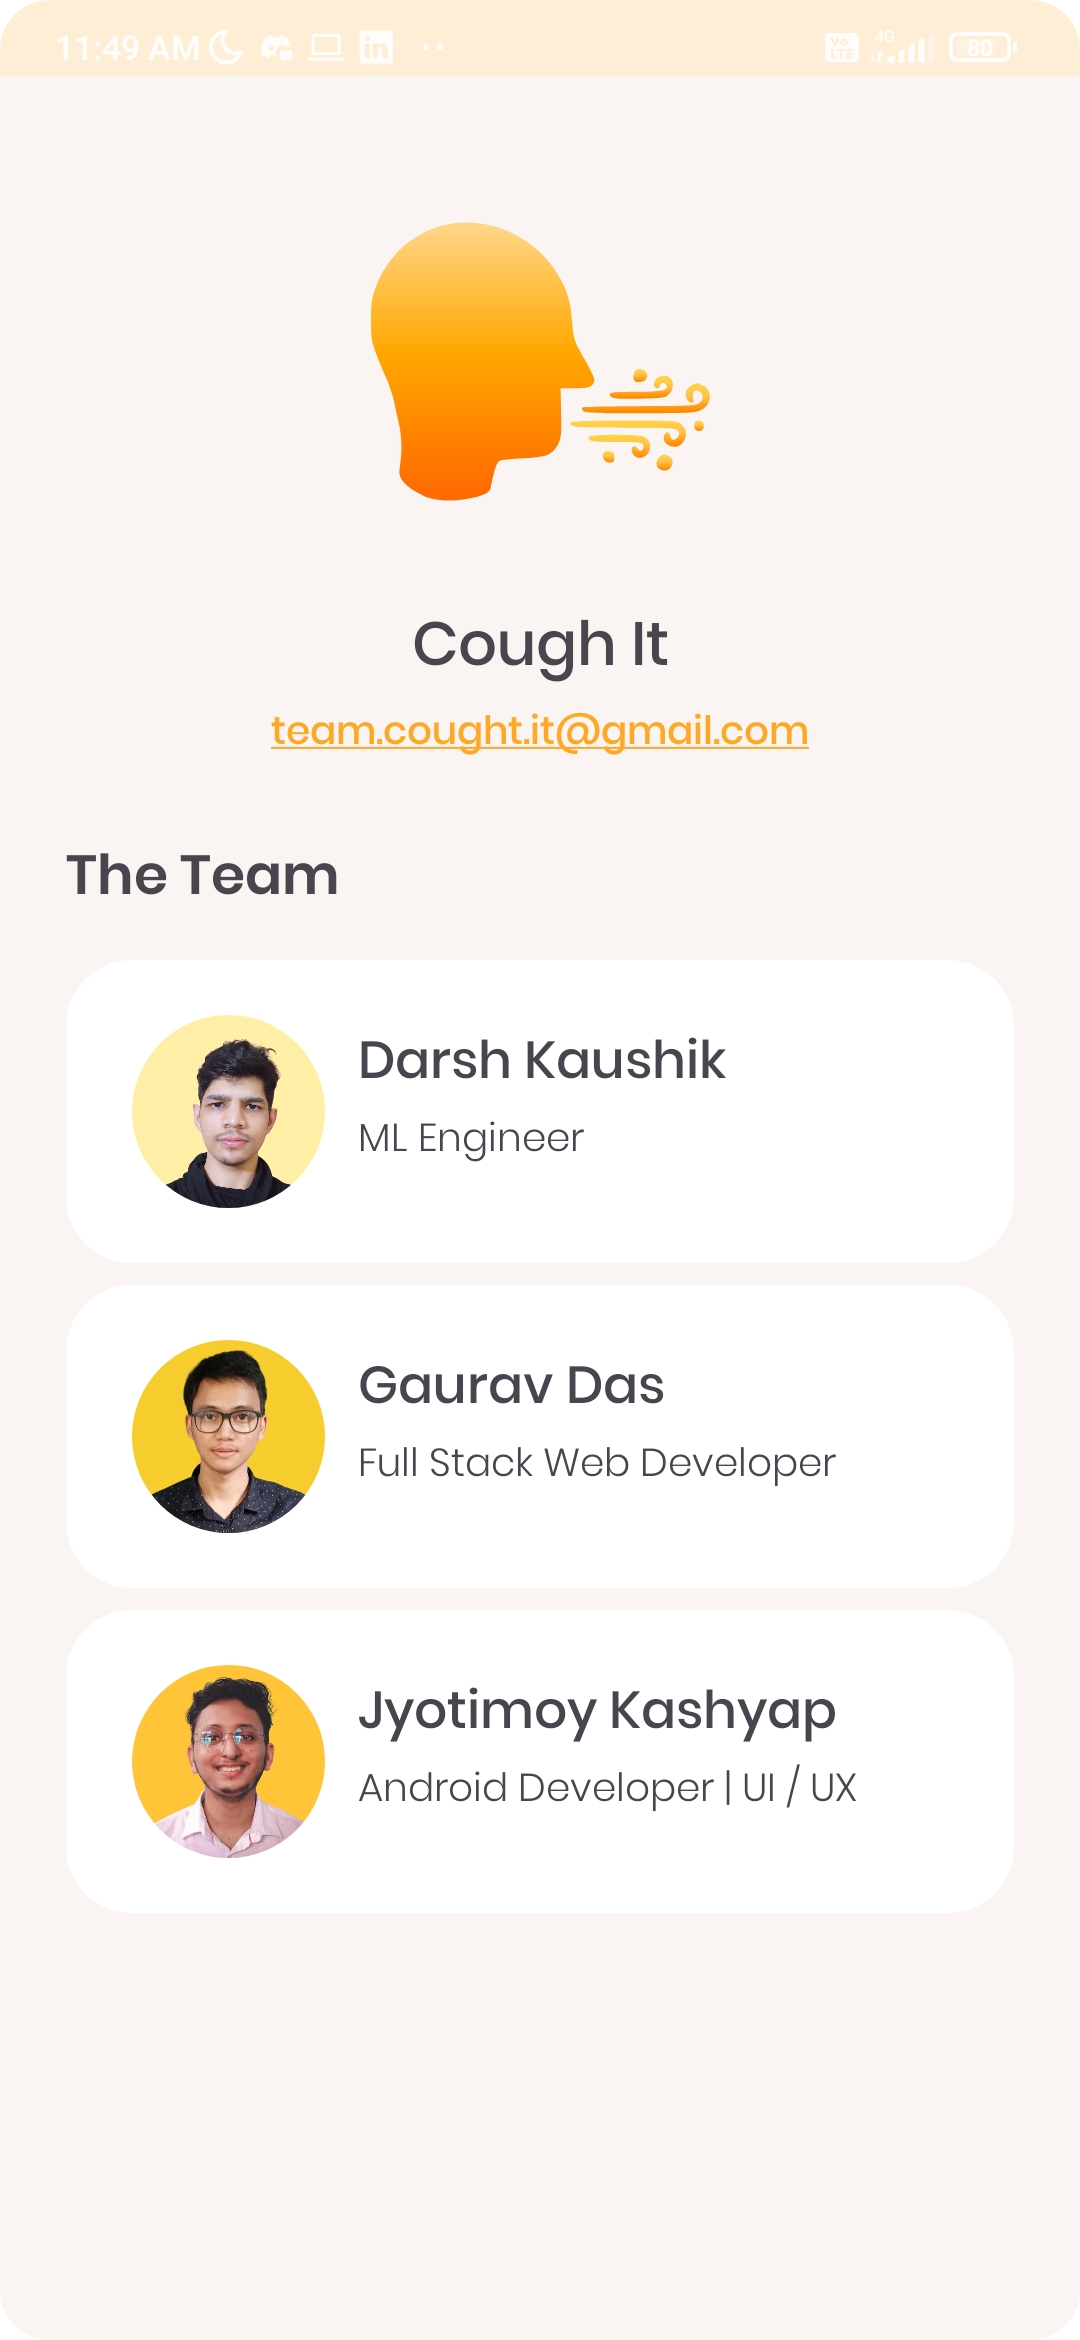 11:49 AM
Vo LTE 4G 80
Cough It
team.cought.it@gmail.com
The Team
Darsh Kaushik
ML Engineer
Gaurav Das
Full Stack Web Developer
Jyotimoy Kashyap
Android Developer | UI / UX